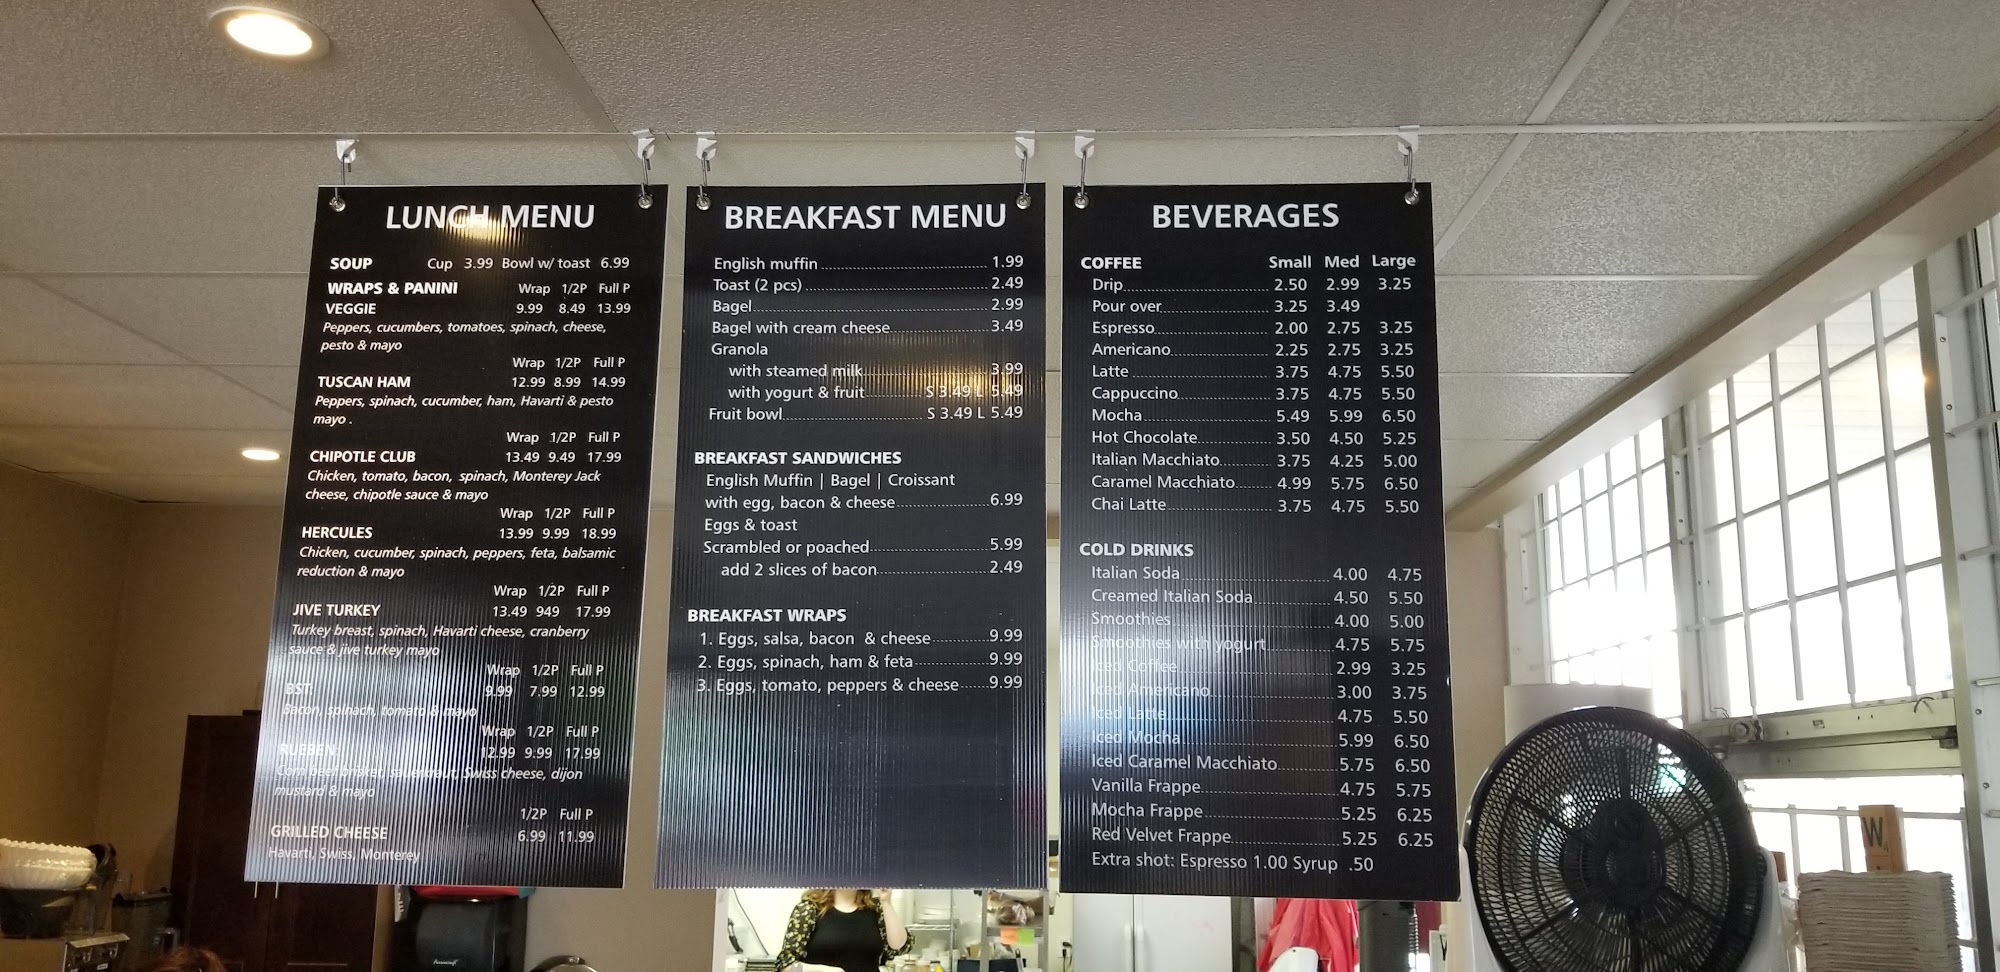 LUNCH MENU
SOUP Cup 3.99 Bowl w/ toast 6.99
WRAPS & PANINI Wrap 1/2P Full P
VEGGIE 9.99 8.49 13.99
Peppers, cucumbers, tomatoes, spinach, cheese,
pesto & mayo
Wrap 1/2P Full P
TUSCAN HAM 12.99 8.99 14.99
Peppers, spinach, cucumber, ham, Havarti & pesto
mayo .
Wrap 1/2P Full P
CHIPOTLE CLUB 13.49 9.49 17.99
Chicken, tomato, bacon, spinach, Monterey Jack
cheese, chipotle sauce & mayo
Wrap 1/2P Full P
HERCULES 13.99 9.99 18.99
Chicken, cucumber, spinach, peppers, feta, balsamic
reduction & mayo
Wrap 1/2P Full P
JIVE TURKEY 13.49 949 17.99
Turkey breast, spinach, Havarti cheese, cranberry
sauce & jive turkey mayo
Wrap 1/2P Full P
BST: 9.99 7.99 12.99
Bacon, spinach, tomato & mayo
Wrap 1/2P Full P
RUEBEN: 12.99 9.99 17.99
Corn beef brisket, sauerkraut, Swiss cheese, dijon
mustard & mayo
1/2P Full P
GRILLED CHEESE 6.99 11.99
Havarti, Swiss, Monterey
BREAKFAST MENU
English muffin 1.99
Toast (2 pcs) 2.49
Bagel 2.99
Bagel with cream cheese 3.49
Granola
with steamed milk 3.99
with yogurt & fruit S 3.49 L 5.49
Fruit bowl S 3.49 L 5.49
BREAKFAST SANDWICHES
English Muffin | Bagel | Croissant
with egg, bacon & cheese 6.99
Eggs & toast
Scrambled or poached 5.99
add 2 slices of bacon 2.49
BREAKFAST WRAPS
1. Eggs, salsa, bacon & cheese 9.99
2. Eggs, spinach, ham & feta 9.99
3. Eggs, tomato, peppers & cheese 9.99
BEVERAGES
COFFEE Small Med Large
Drip 2.50 2.99 3.25
Pour over 3.25 3.49
Espresso 2.00 2.75 3.25
Americano 2.25 2.75 3.25
Latte 3.75 4.75 5.50
Cappuccino 3.75 4.75 5.50
Mocha 5.49 5.99 6.50
Hot Chocolate 3.50 4.50 5.25
Italian Macchiato 3.75 4.25 5.00
Caramel Macchiato 4.99 5.75 6.50
Chai Latte 3.75 4.75 5.50
COLD DRINKS
Italian Soda 4.00 4.75
Creamed Italian Soda 4.50 5.50
Smoothies 4.00 5.00
Smoothies with yogurt 4.75 5.75
Iced Coffee 2.99 3.25
Iced Americano 3.00 3.75
Iced Latte 4.75 5.50
Iced Mocha 5.99 6.50
Iced Caramel Macchiato 5.75 6.50
Vanilla Frappe 4.75 5.75
Mocha Frappe 5.25 6.25
Red Velvet Frappe 5.25 6.25
Extra shot: Espresso 1.00 Syrup .50
W